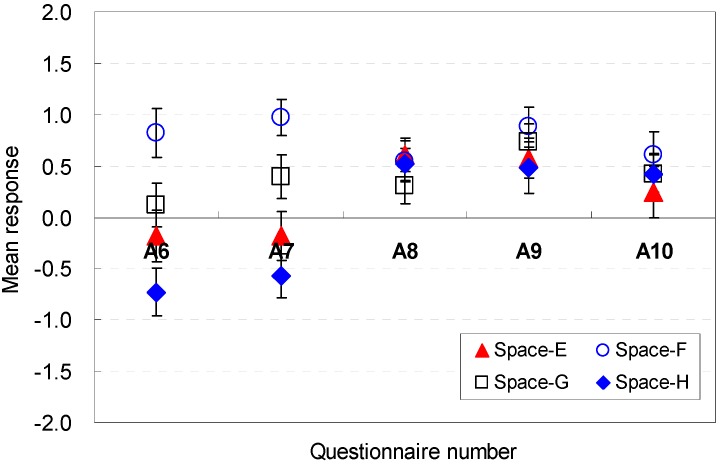 2.0
1.5
1.0
0.5
0.0
-0.5
-1.0
-1.5
-2.0
Mean response
A6 A7 A8 A9 A10
Space-E Space-F
Space-G Space-H
Questionnaire number